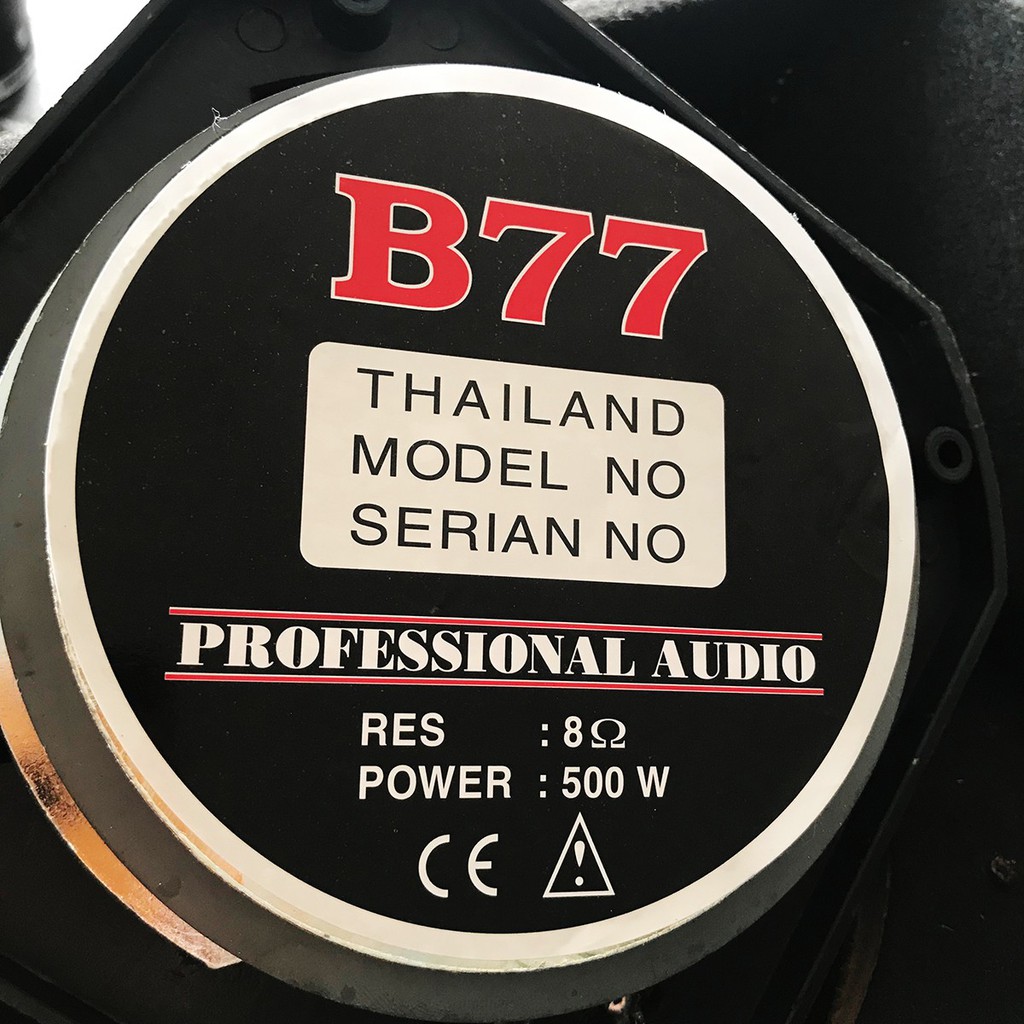 B77
THAILAND
MODEL NO
SERIAN NO
PROFESSIONAL AUDIO
RES : 8Ω
POWER : 500 W
CE